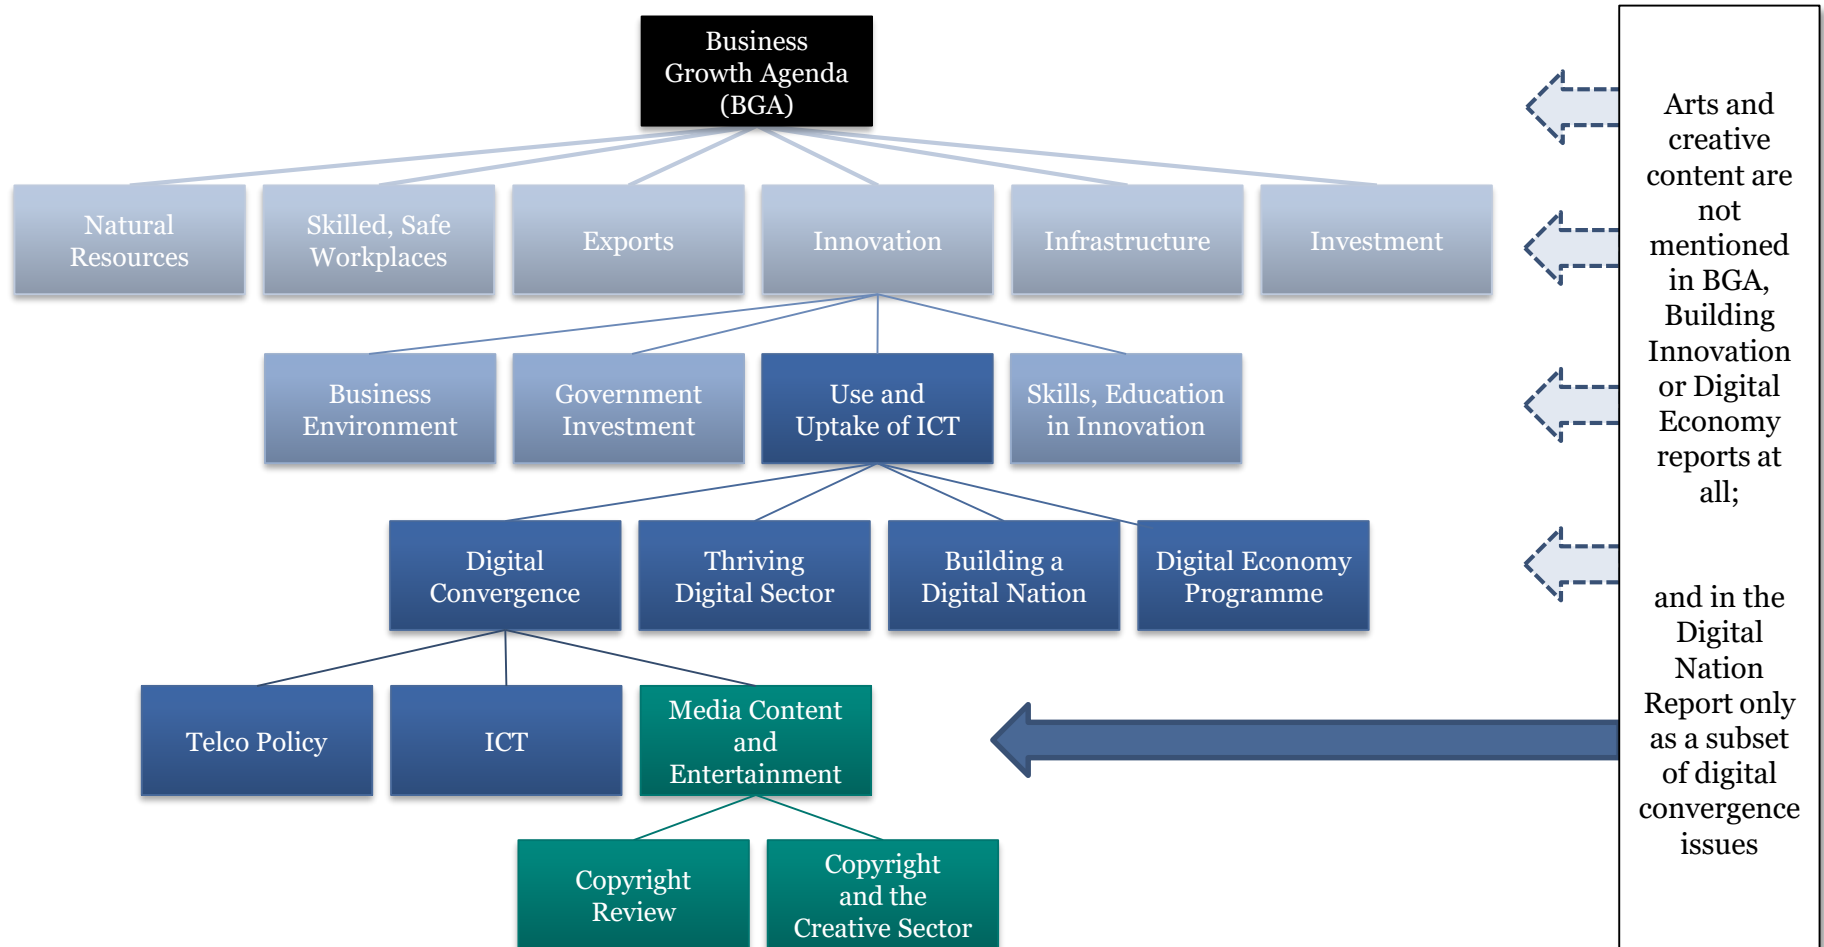 Business
Growth Agenda
(BGA)
Natural
Resources
Skilled, Safe
Workplaces
Exports
Innovation
Infrastructure
Investment
Business
Environment
Government
Investment
Use and
Uptake of ICT
Skills, Education
in Innovation
Digital
Convergence
Thriving
Digital Sector
Building a
Digital Nation
Digital Economy
Programme
Telco Policy
ICT
Media Content
and
Entertainment
Copyright
Review
Copyright
and the
Creative Sector
Arts and
creative
content are
not
mentioned
in BGA,
Building
Innovation
or Digital
Economy
reports at
all;
and in the
Digital
Nation
Report only
as a subset
of digital
convergence
issues